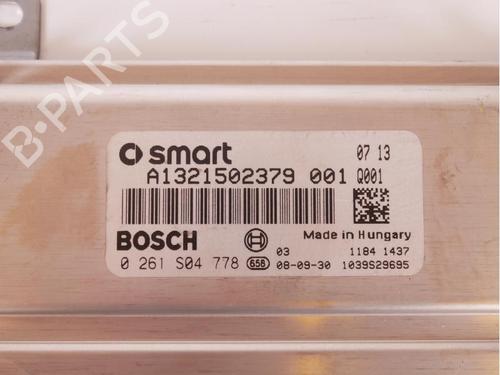 smart 07 13
A1321502379 001 Q001
BOSCH Made in Hungary
03 1184 1437
0 261 S04 778 656 08-09-30 1039S29695
B-PARTS